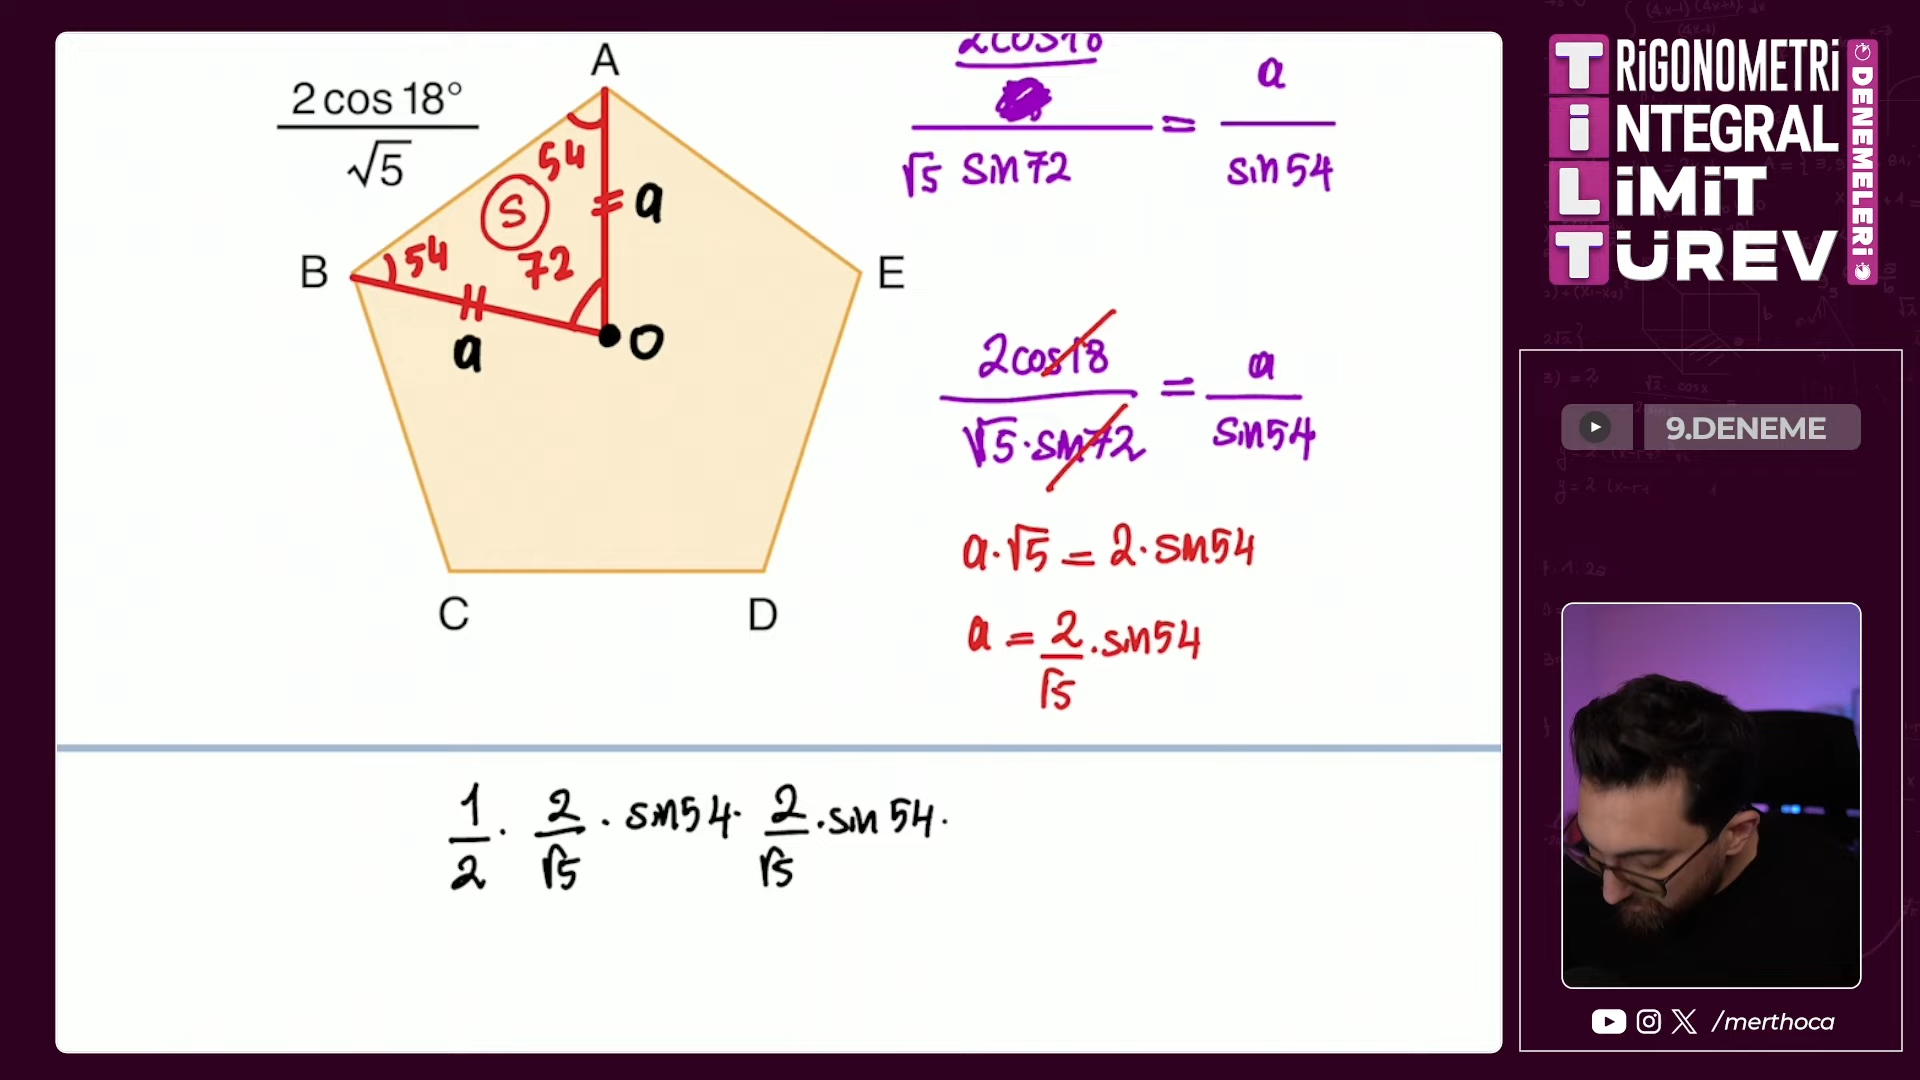 A
2 cos 18°
√5
54
S
a
B
54
72
E
a
O
C
D
2cos18
√5 sin72
=
a
sin54
2cos18
√5·sin72
=
a
sin54
a·√5 = 2·sin54
a = 2/√5 ·sin54
1/2 · 2/√5 · sin54· 2/√5 ·sin 54·
TRiGONOMETRi
iNTEGRAL
LiMiT
TÜREV
DENEMELERi
9.DENEME
/merthoca